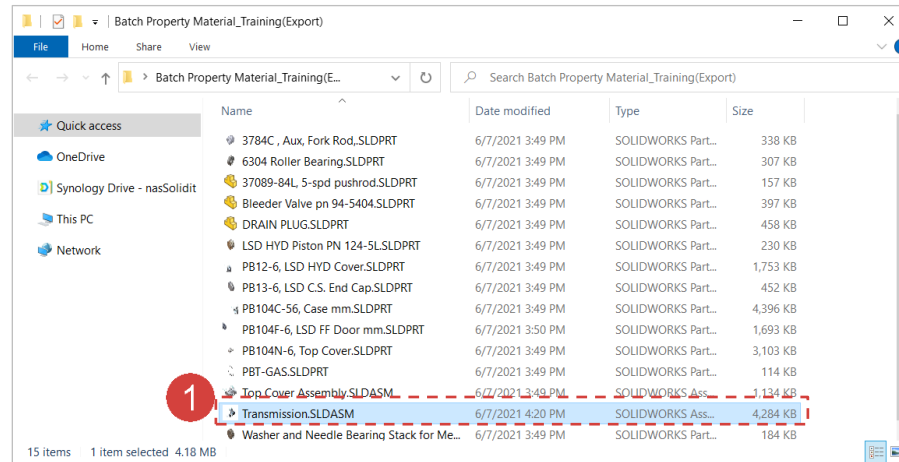 Batch Property Material_Training(Export)
File Home Share View
Batch Property Material_Training(E... Search Batch Property Material_Training(Export)
Name Date modified Type Size
Quick access
OneDrive
Synology Drive - nasSolidit
This PC
Network
3784C , Aux, Fork Rod,.SLDPRT 6/7/2021 3:49 PM SOLIDWORKS Part... 338 KB
6304 Roller Bearing.SLDPRT 6/7/2021 3:49 PM SOLIDWORKS Part... 307 KB
37089-84L, 5-spd pushrod.SLDPRT 6/7/2021 3:49 PM SOLIDWORKS Part... 157 KB
Bleeder Valve pn 94-5404.SLDPRT 6/7/2021 3:49 PM SOLIDWORKS Part... 397 KB
DRAIN PLUG.SLDPRT 6/7/2021 3:49 PM SOLIDWORKS Part... 458 KB
LSD HYD Piston PN 124-5L.SLDPRT 6/7/2021 3:49 PM SOLIDWORKS Part... 230 KB
PB12-6, LSD HYD Cover.SLDPRT 6/7/2021 3:49 PM SOLIDWORKS Part... 1,753 KB
PB13-6, LSD C.S. End Cap.SLDPRT 6/7/2021 3:49 PM SOLIDWORKS Part... 452 KB
PB104C-56, Case mm.SLDPRT 6/7/2021 3:49 PM SOLIDWORKS Part... 4,396 KB
PB104F-6, LSD FF Door mm.SLDPRT 6/7/2021 3:50 PM SOLIDWORKS Part... 1,693 KB
PB104N-6, Top Cover.SLDPRT 6/7/2021 3:49 PM SOLIDWORKS Part... 3,103 KB
PBT-GAS.SLDPRT 6/7/2021 3:49 PM SOLIDWORKS Part... 114 KB
Top Cover Assembly.SLDASM 6/7/2021 3:49 PM SOLIDWORKS Ass... 1,134 KB
1 Transmission.SLDASM 6/7/2021 4:20 PM SOLIDWORKS Ass... 4,284 KB
Washer and Needle Bearing Stack for Me... 6/7/2021 3:49 PM SOLIDWORKS Part... 184 KB
15 items 1 item selected 4.18 MB